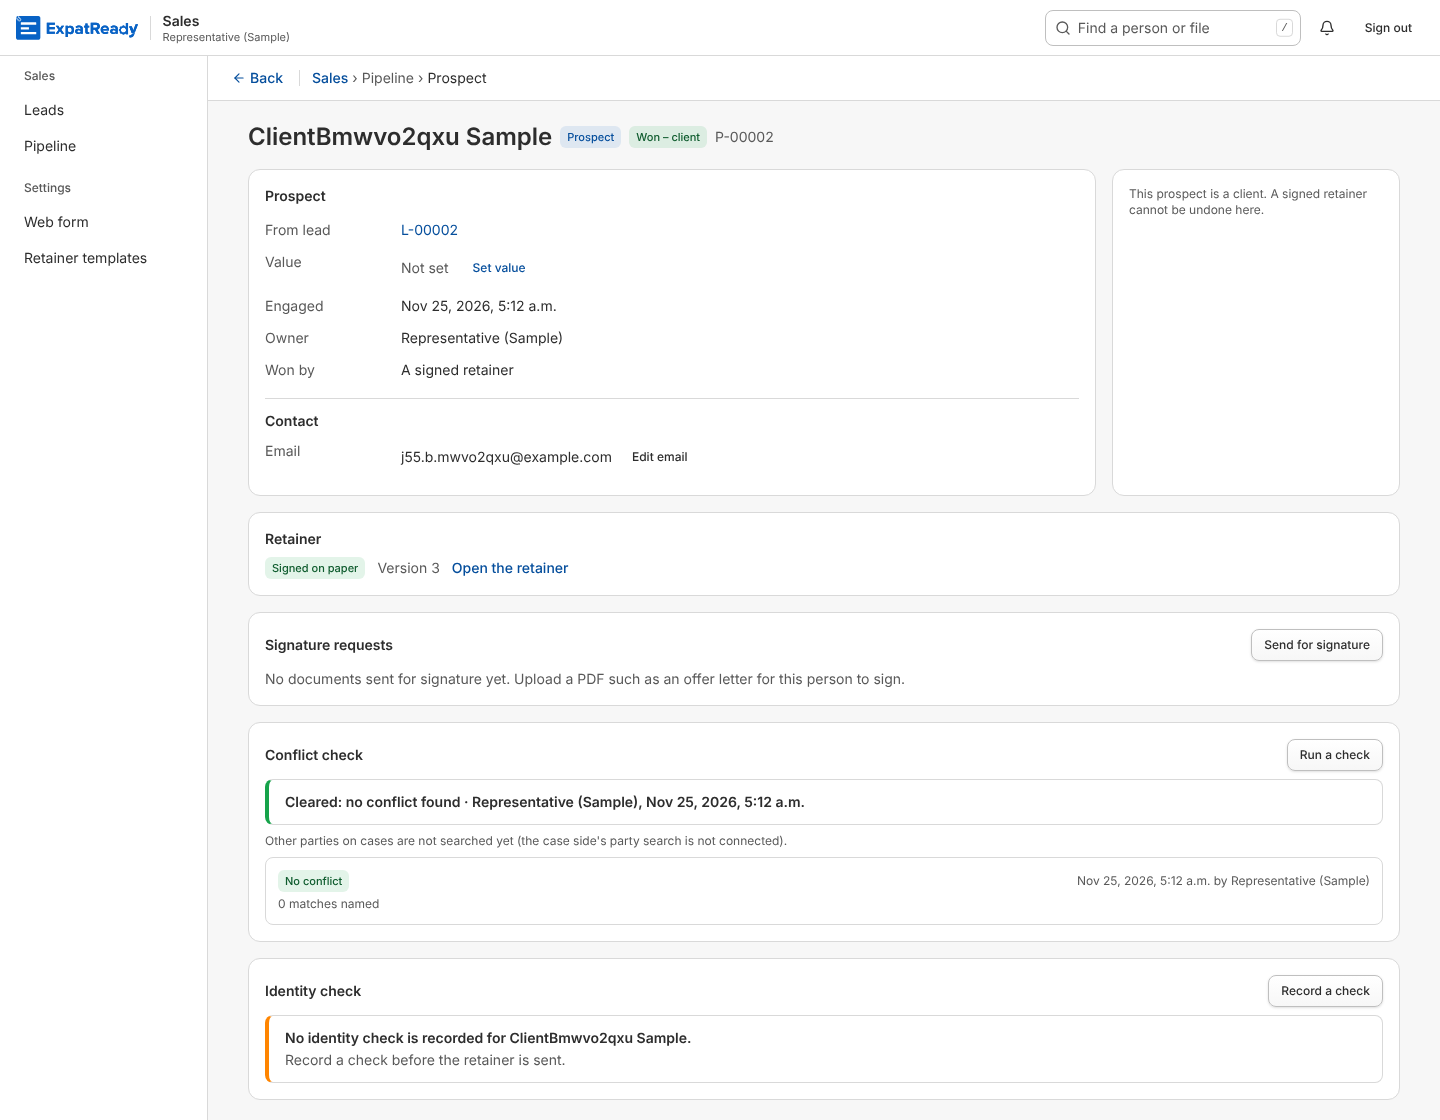 ExpatReady
Sales
Representative (Sample)
Find a person or file
/
Sign out
Sales
Leads
Pipeline
Settings
Web form
Retainer templates
← Back
Sales › Pipeline › Prospect
ClientBmwvo2qxu Sample Prospect Won – client P-00002
Prospect
From lead L-00002
Value Not set Set value
Engaged Nov 25, 2026, 5:12 a.m.
Owner Representative (Sample)
Won by A signed retainer
Contact
Email j55.b.mwvo2qxu@example.com Edit email
This prospect is a client. A signed retainer
cannot be undone here.
Retainer
Signed on paper Version 3 Open the retainer
Signature requests
Send for signature
No documents sent for signature yet. Upload a PDF such as an offer letter for this person to sign.
Conflict check
Run a check
Cleared: no conflict found · Representative (Sample), Nov 25, 2026, 5:12 a.m.
Other parties on cases are not searched yet (the case side's party search is not connected).
No conflict
Nov 25, 2026, 5:12 a.m. by Representative (Sample)
0 matches named
Identity check
Record a check
No identity check is recorded for ClientBmwvo2qxu Sample.
Record a check before the retainer is sent.